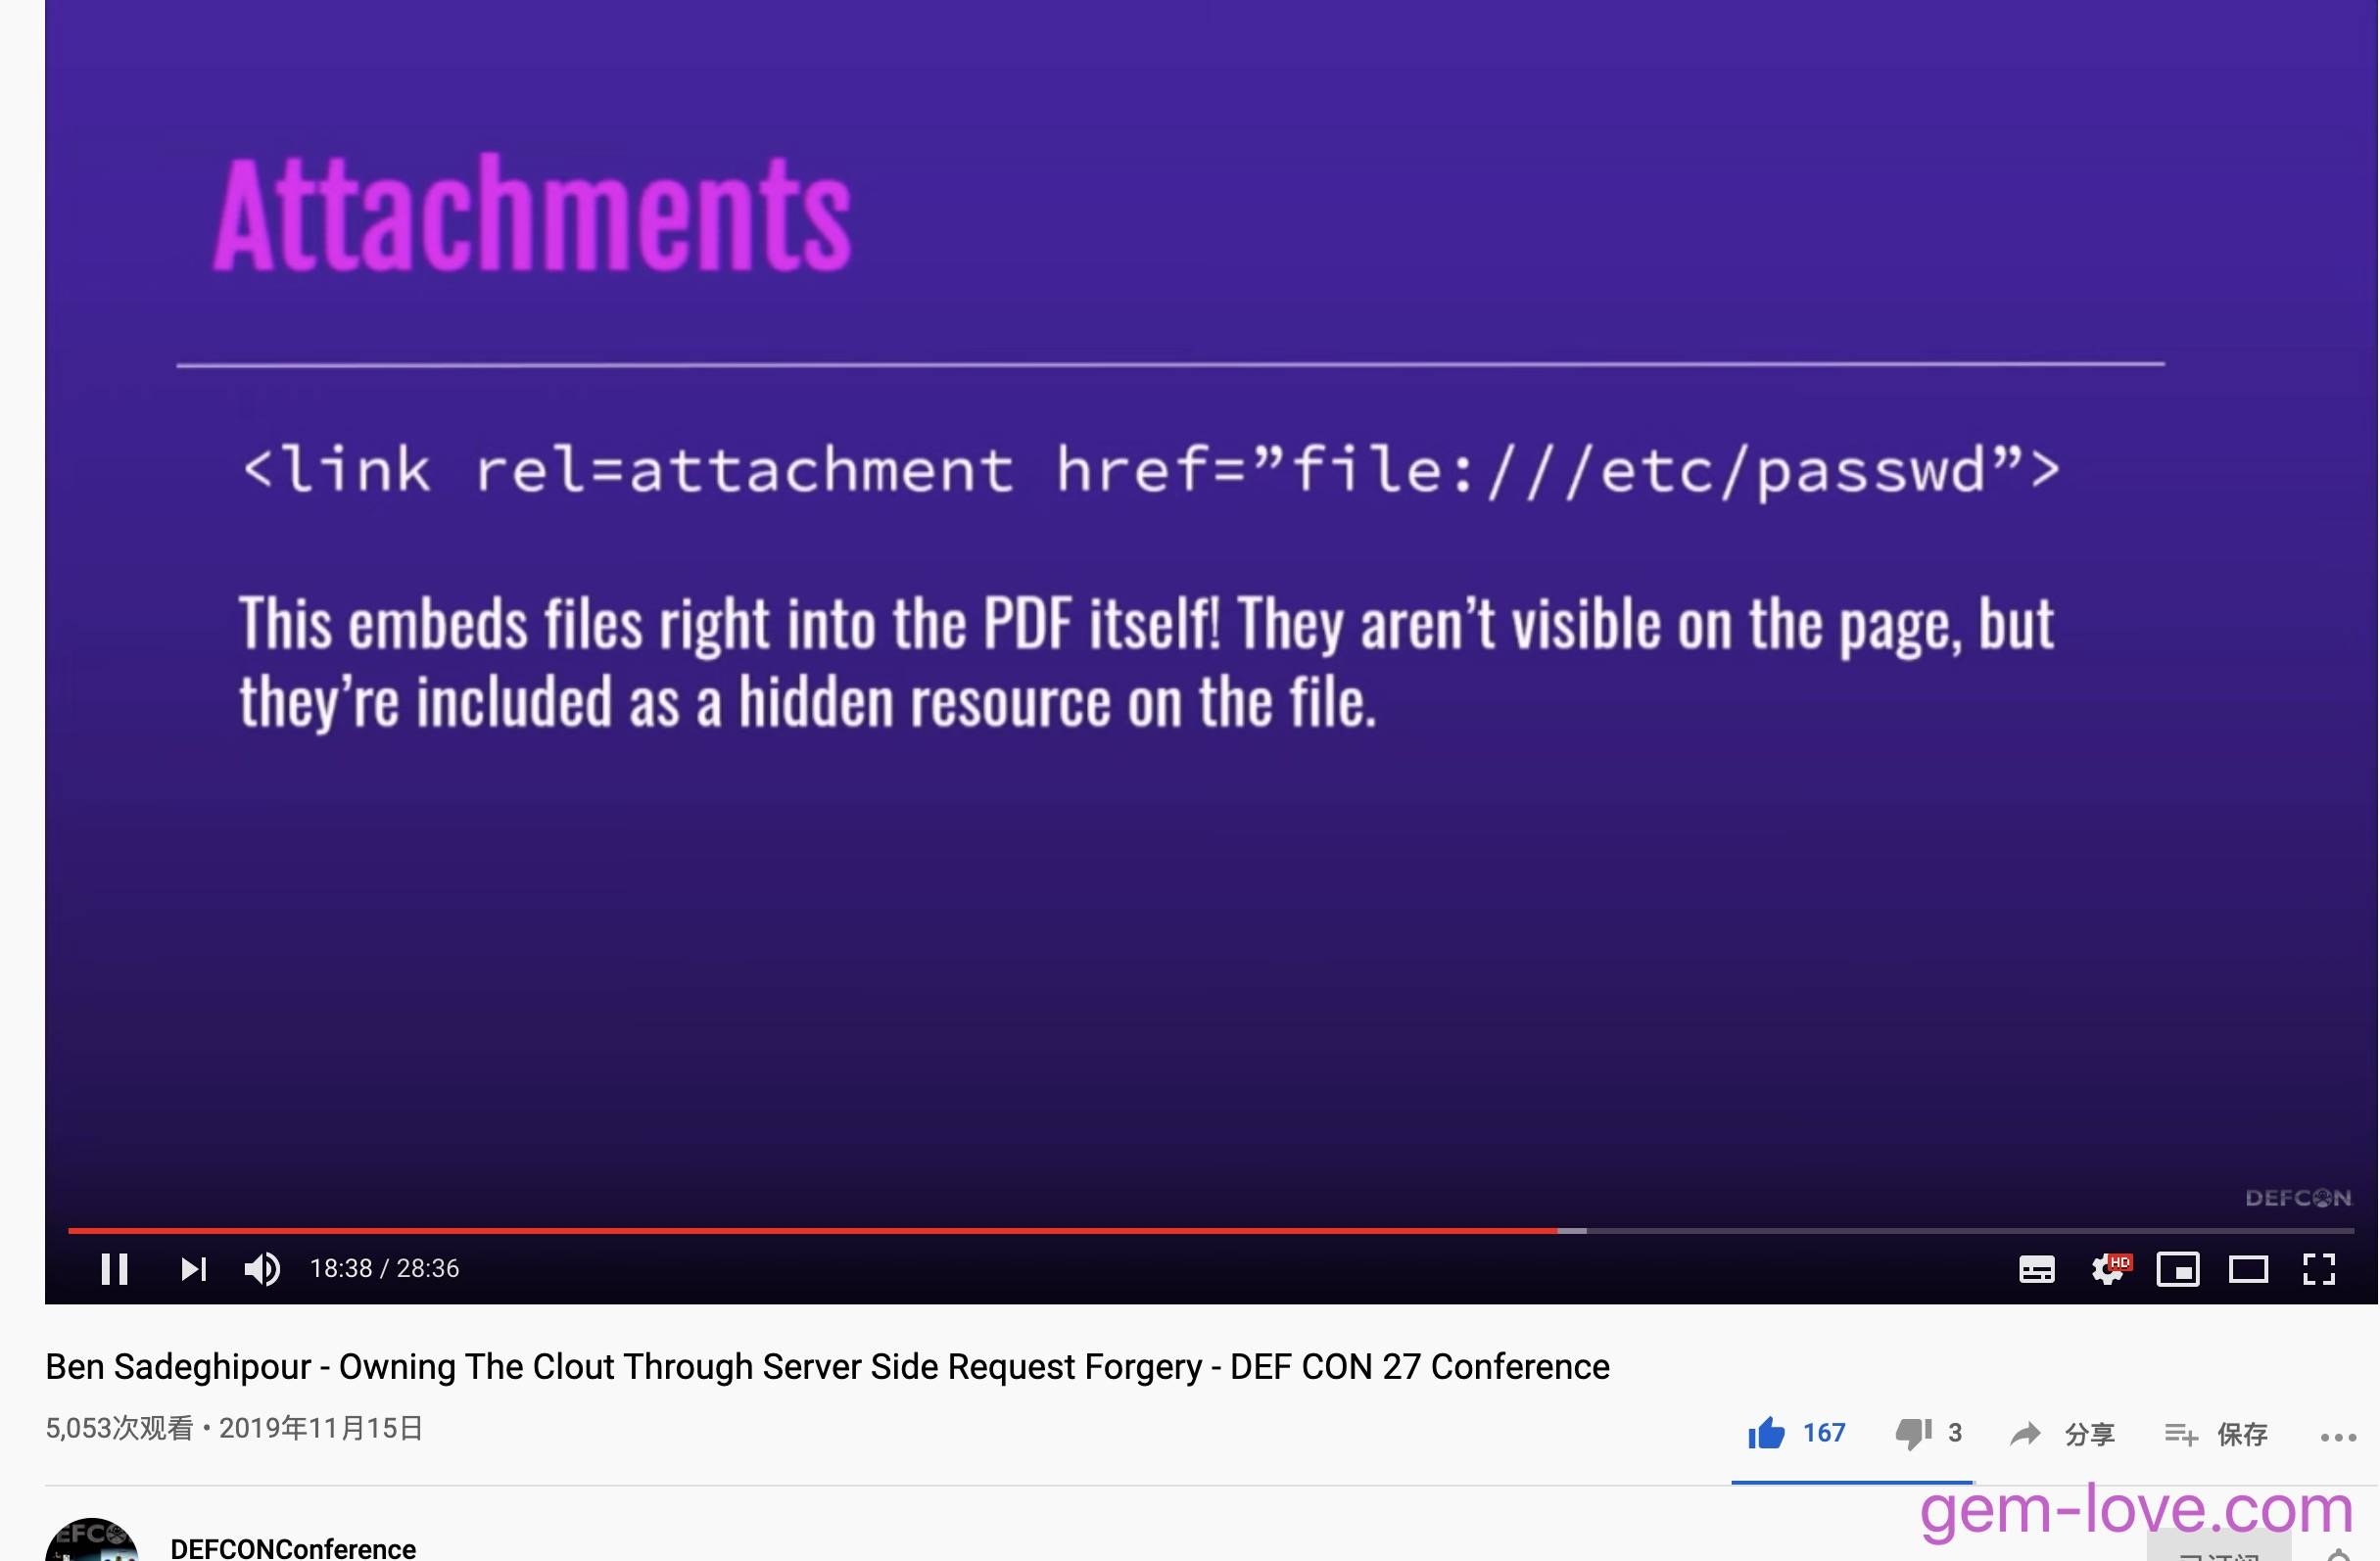 Attachments
<link rel=attachment href=”file:///etc/passwd”>
This embeds files right into the PDF itself! They aren’t visible on the page, but
they’re included as a hidden resource on the file.
DEFCON
18:38 / 28:36
HD
Ben Sadeghipour - Owning The Clout Through Server Side Request Forgery - DEF CON 27 Conference
5,053次观看 • 2019年11月15日
167
3
分享
保存
gem-love.com
EFCO
DEFCONConference